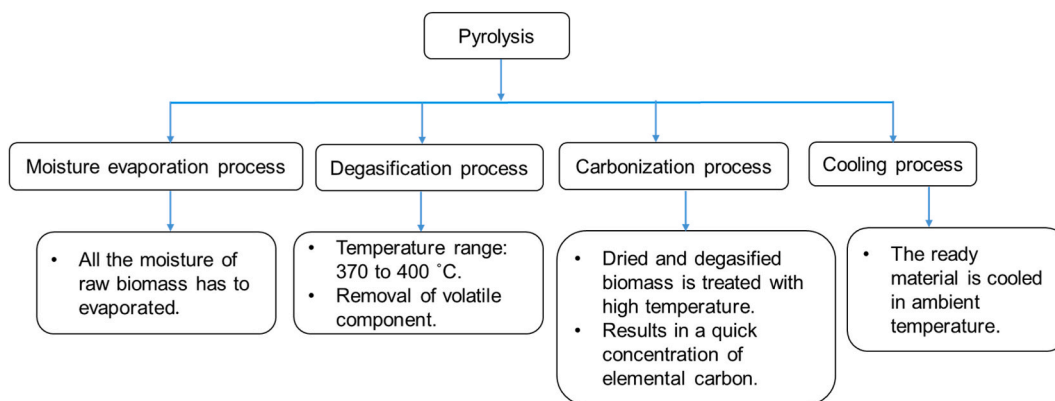 Pyrolysis
Moisture evaporation process
Degasification process
Carbonization process
Cooling process
• All the moisture of
raw biomass has to
evaporated.
• Temperature range:
370 to 400 ˚C.
• Removal of volatile
component.
• Dried and degasified
biomass is treated with
high temperature.
• Results in a quick
concentration of
elemental carbon.
• The ready
material is cooled
in ambient
temperature.